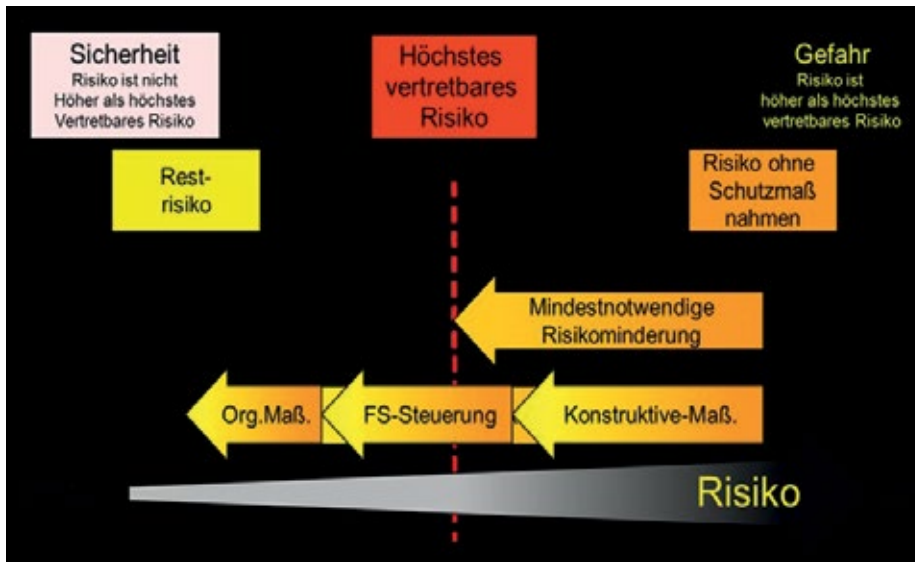 Sicherheit
Risiko ist nicht
Höher als höchstes
Vertretbares Risiko
Höchstes
vertretbares
Risiko
Gefahr
Risiko ist
höher als höchstes
vertretbares Risiko
Rest-
risiko
Risiko ohne
Schutzmaß
nahmen
Mindestnotwendige
Risikominderung
Org.Maß.
FS-Steuerung
Konstruktive-Maß.
Risiko